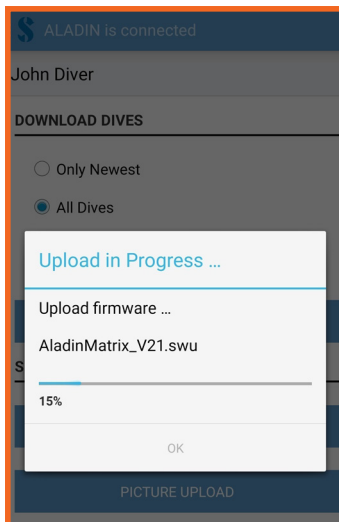 ALADIN is connected
John Diver
DOWNLOAD DIVES
Only Newest
All Dives
Upload in Progress ...
Upload firmware ...
AladinMatrix_V21.swu
S
15%
OK
PICTURE UPLOAD